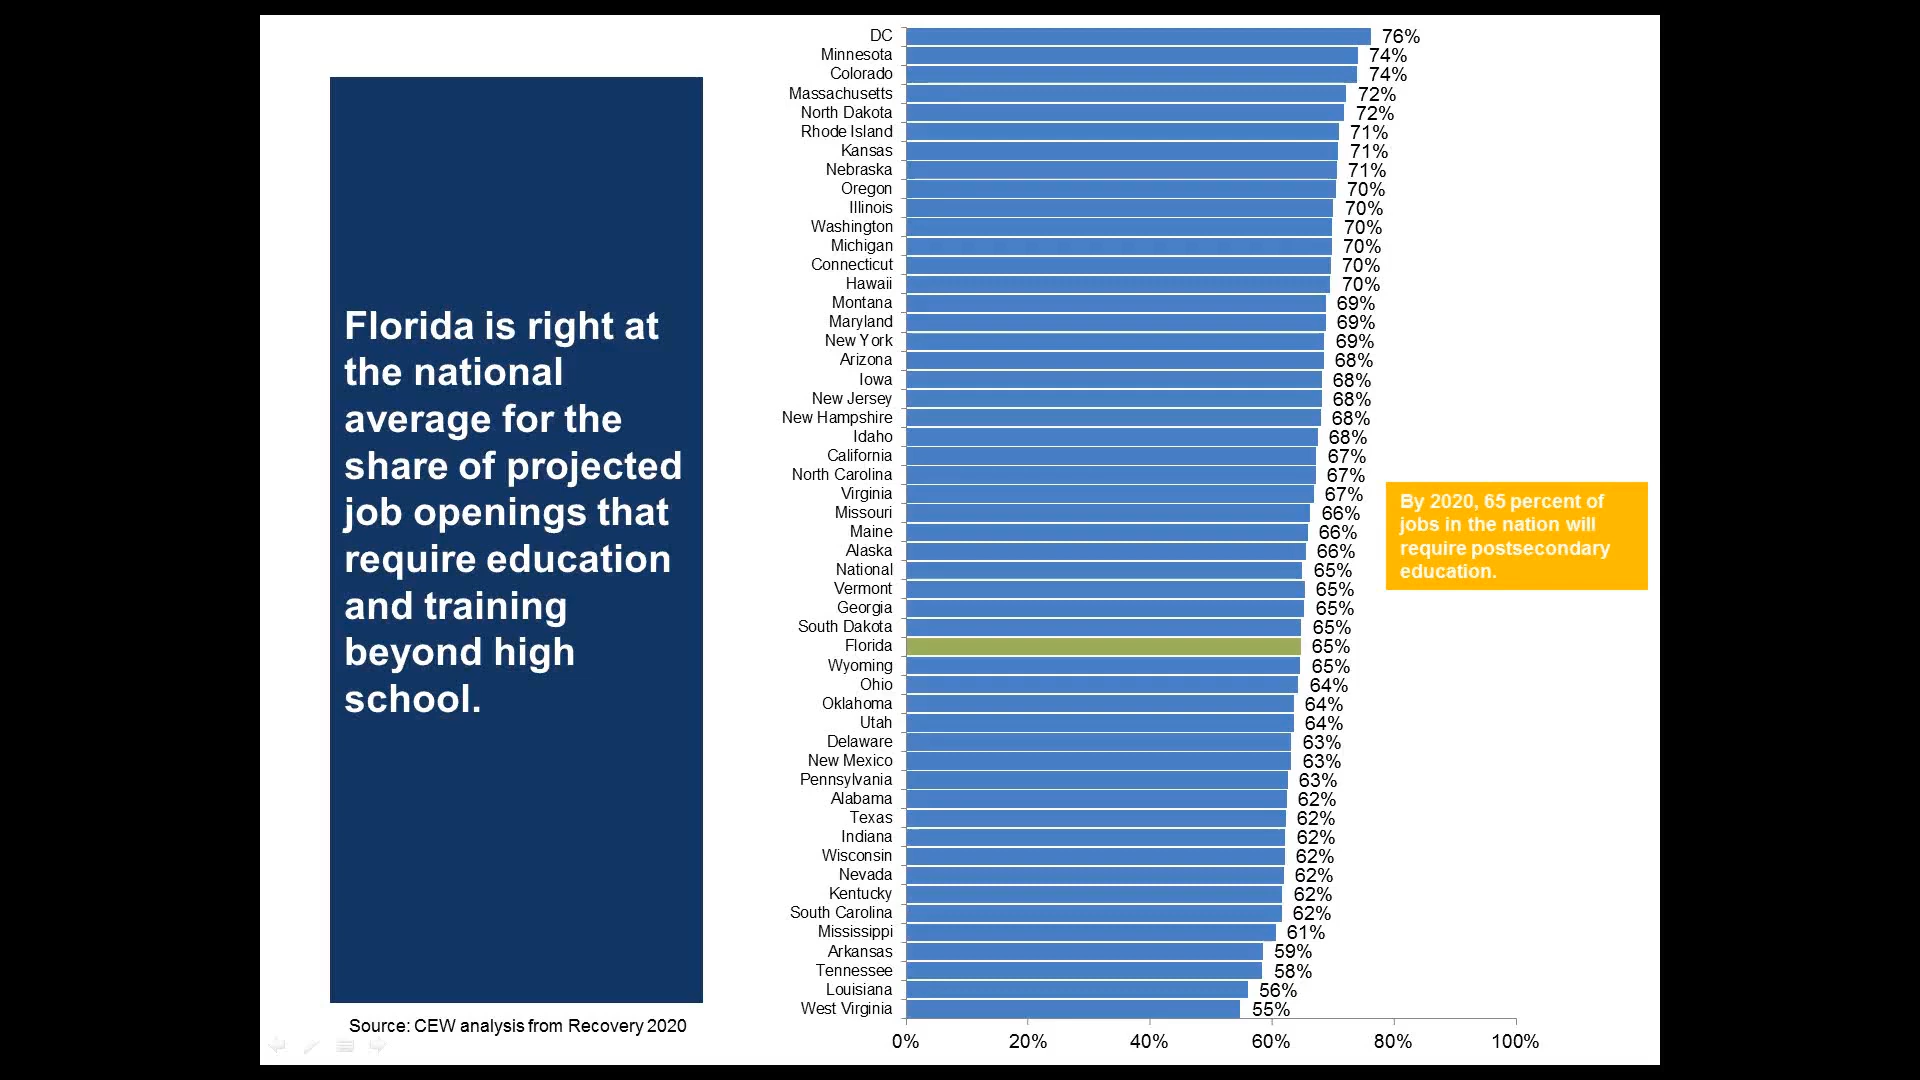 Florida is right at
the national
average for the
share of projected
job openings that
require education
and training
beyond high
school.
Source: CEW analysis from Recovery 2020
DC 76%
Minnesota 74%
Colorado 74%
Massachusetts 72%
North Dakota 72%
Rhode Island 71%
Kansas 71%
Nebraska 71%
Oregon 70%
Illinois 70%
Washington 70%
Michigan 70%
Connecticut 70%
Hawaii 70%
Montana 69%
Maryland 69%
New York 69%
Arizona 68%
Iowa 68%
New Jersey 68%
New Hampshire 68%
Idaho 68%
California 67%
North Carolina 67%
Virginia 67%
Missouri 66%
Maine 66%
Alaska 66%
National 65%
Vermont 65%
Georgia 65%
South Dakota 65%
Florida 65%
Wyoming 65%
Ohio 64%
Oklahoma 64%
Utah 64%
Delaware 63%
New Mexico 63%
Pennsylvania 63%
Alabama 62%
Texas 62%
Indiana 62%
Wisconsin 62%
Nevada 62%
Kentucky 62%
South Carolina 62%
Mississippi 61%
Arkansas 59%
Tennessee 58%
Louisiana 56%
West Virginia 55%
0% 20% 40% 60% 80% 100%
By 2020, 65 percent of
jobs in the nation will
require postsecondary
education.